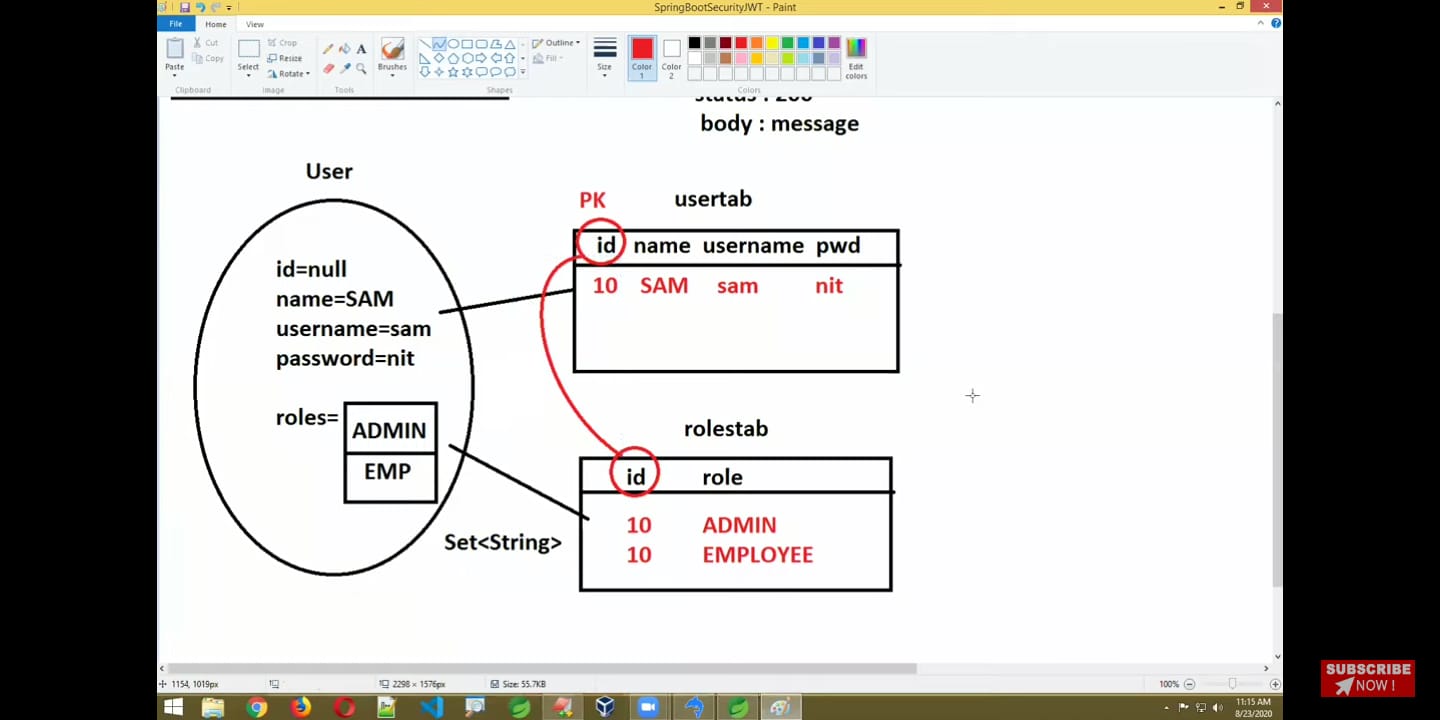 SpringBootSecurityJWT - Paint
File Home View
Paste
Cut
Copy
Clipboard
Select
Crop
Resize
Rotate
Image
A
Tools
Brushes
Outline
Fill
Shapes
Size
Color 1
Color 2
Edit colors
Colors
status : 200
body : message
User
PK usertab
id name username pwd
10 SAM sam nit
id=null
name=SAM
username=sam
password=nit
roles=
ADMIN
EMP
rolestab
id role
10 ADMIN
10 EMPLOYEE
Set<String>
1154, 1019px
2298 × 1576px
Size: 55.7KB
100%
11:15 AM
8/23/2020
SUBSCRIBE
NOW !